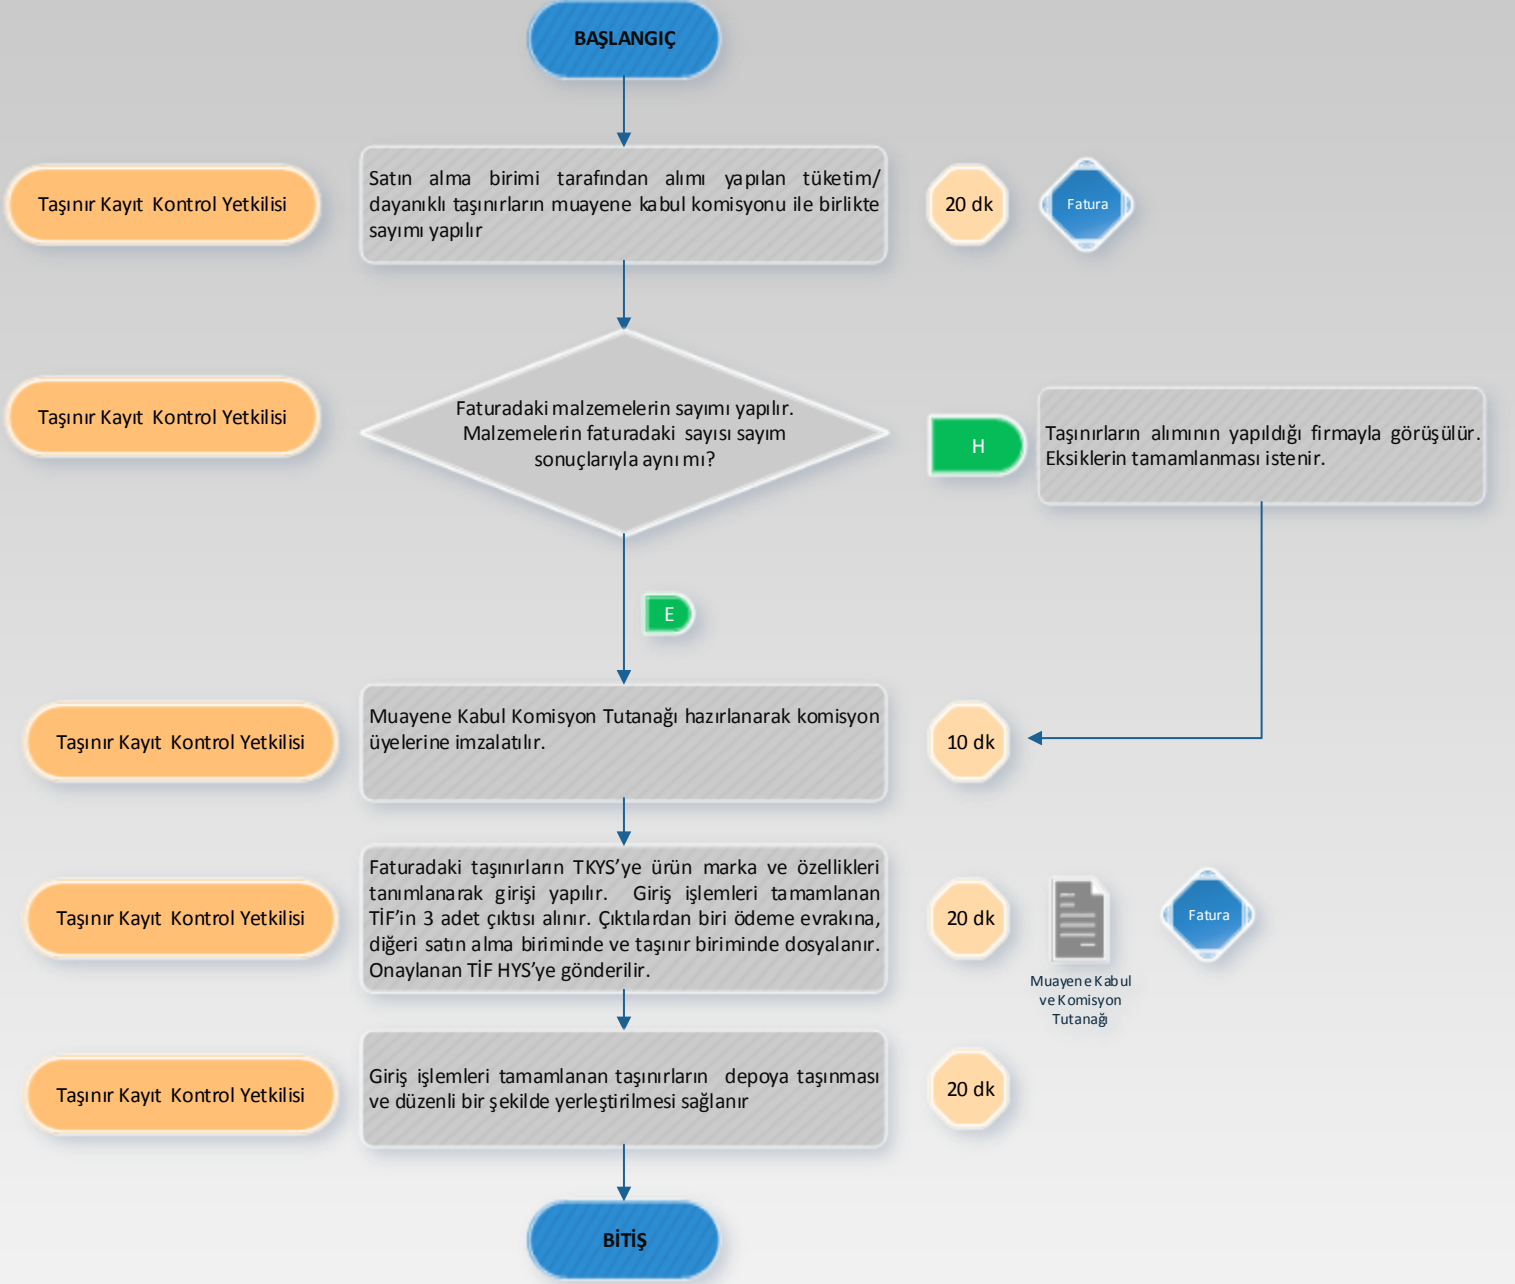 BAŞLANGIÇ
Taşınır Kayıt Kontrol Yetkilisi
Satın alma birimi tarafından alımı yapılan tüketim/
dayanıklı taşınırların muayene kabul komisyonu ile birlikte
sayımı yapılır
20 dk
Fatura
Taşınır Kayıt Kontrol Yetkilisi
Faturadaki malzemelerin sayımı yapılır.
Malzemelerin faturadaki sayısı sayım
sonuçlarıyla aynı mı?
H
Taşınırların alımının yapıldığı firmayla görüşülür.
Eksiklerin tamamlanması istenir.
E
Taşınır Kayıt Kontrol Yetkilisi
Muayene Kabul Komisyon Tutanağı hazırlanarak komisyon
üyelerine imzalatılır.
10 dk
Taşınır Kayıt Kontrol Yetkilisi
Faturadaki taşınırların TKYS’ye ürün marka ve özellikleri
tanımlanarak girişi yapılır. Giriş işlemleri tamamlanan
TİF’in 3 adet çıktısı alınır. Çıktılardan biri ödeme evrakına,
diğeri satın alma biriminde ve taşınır biriminde dosyalanır.
Onaylanan TİF HYS’ye gönderilir.
20 dk
Muayene Kabul
ve Komisyon
Tutanağı
Fatura
Taşınır Kayıt Kontrol Yetkilisi
Giriş işlemleri tamamlanan taşınırların depoya taşınması
ve düzenli bir şekilde yerleştirilmesi sağlanır
20 dk
BİTİŞ